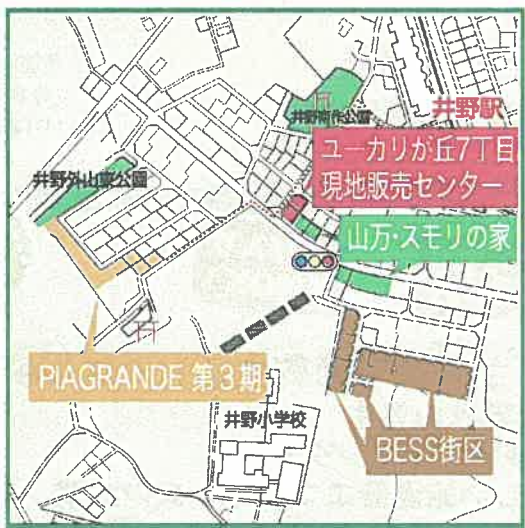 井野駅
井野南作公園
ユーカリが丘7丁目
現地販売センター
井野外山東公園
山万・スモリの家
PIAGRANDE 第3期
井野小学校
BESS街区